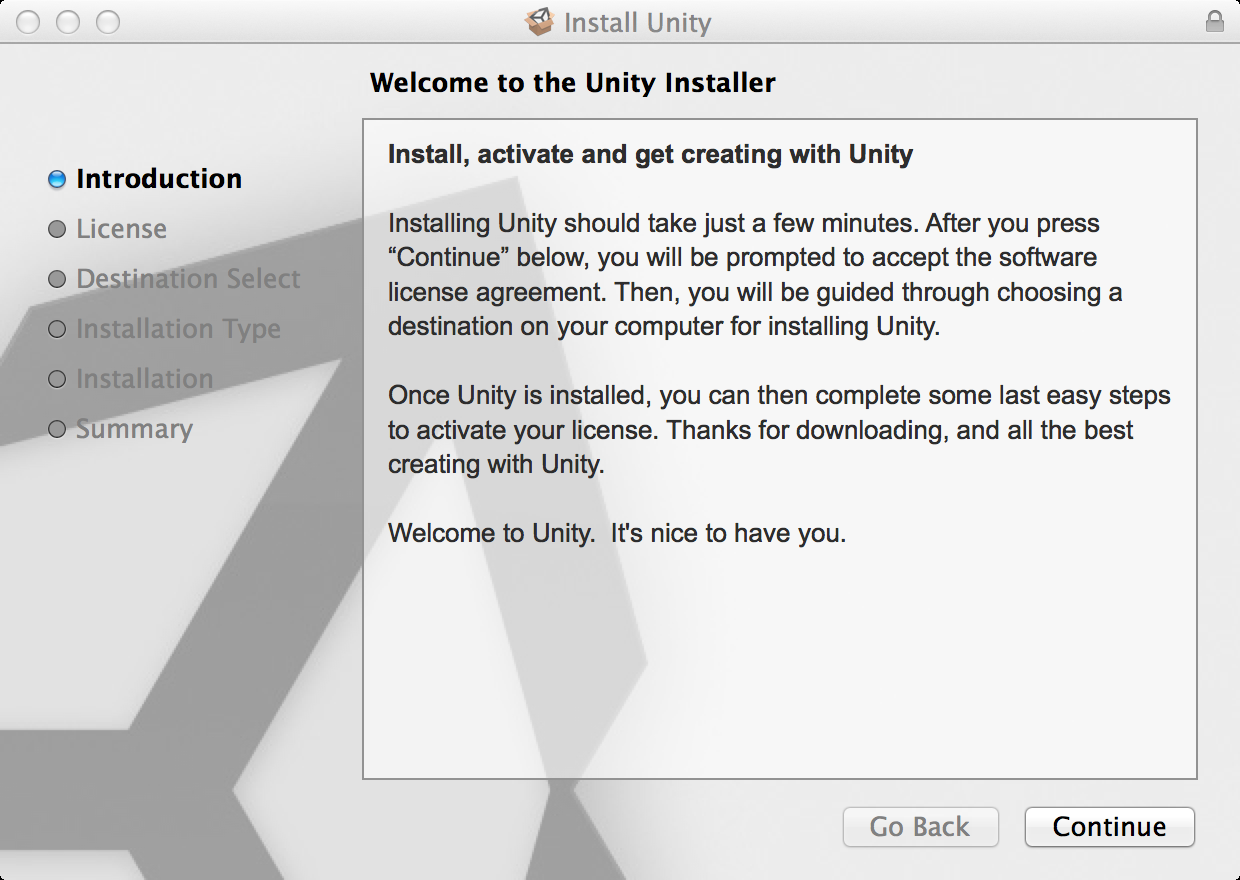 Install Unity
Welcome to the Unity Installer
Introduction
License
Destination Select
Installation Type
Installation
Summary
Install, activate and get creating with Unity
Installing Unity should take just a few minutes. After you press
“Continue” below, you will be prompted to accept the software
license agreement. Then, you will be guided through choosing a
destination on your computer for installing Unity.
Once Unity is installed, you can then complete some last easy steps
to activate your license. Thanks for downloading, and all the best
creating with Unity.
Welcome to Unity.  It's nice to have you.
Go Back
Continue